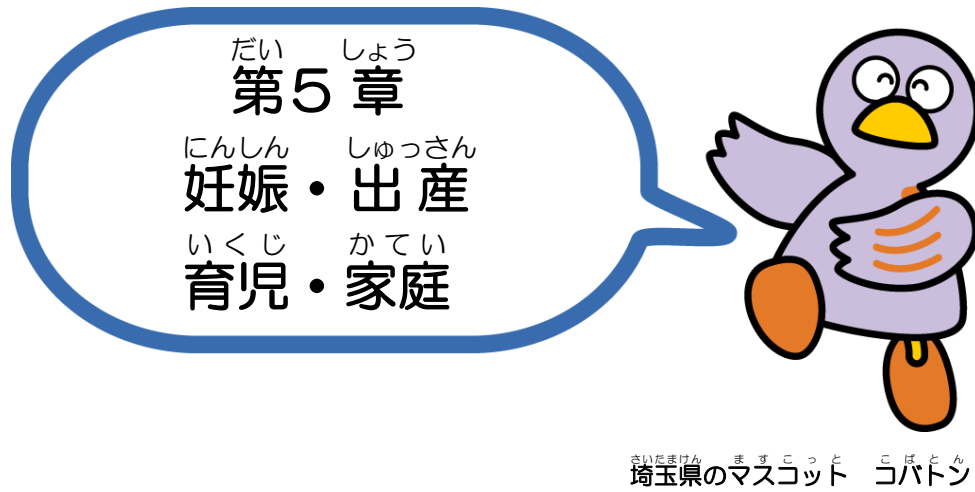 だい しょう
第5章
にんしん しゅっさん
妊娠・出産
いくじ かてい
育児・家庭
さいたまけん ますこっと こばとん
埼玉県のマスコット コバトン